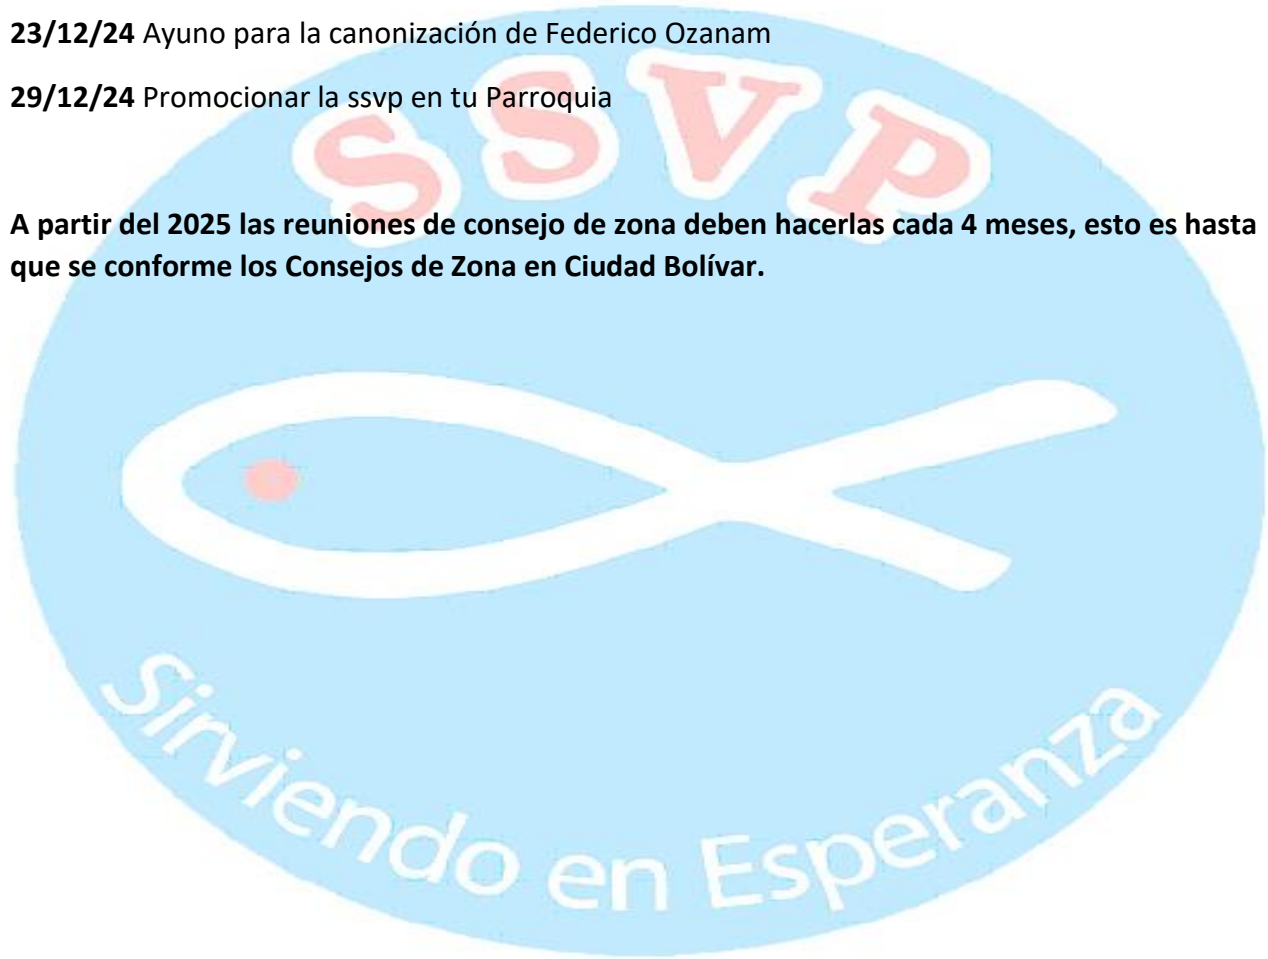 23/12/24 Ayuno para la canonización de Federico Ozanam
29/12/24 Promocionar la ssvp en tu Parroquia
SSVP
A partir del 2025 las reuniones de consejo de zona deben hacerlas cada 4 meses, esto es hasta
que se conforme los Consejos de Zona en Ciudad Bolívar.
Sirviendo en Esperanza